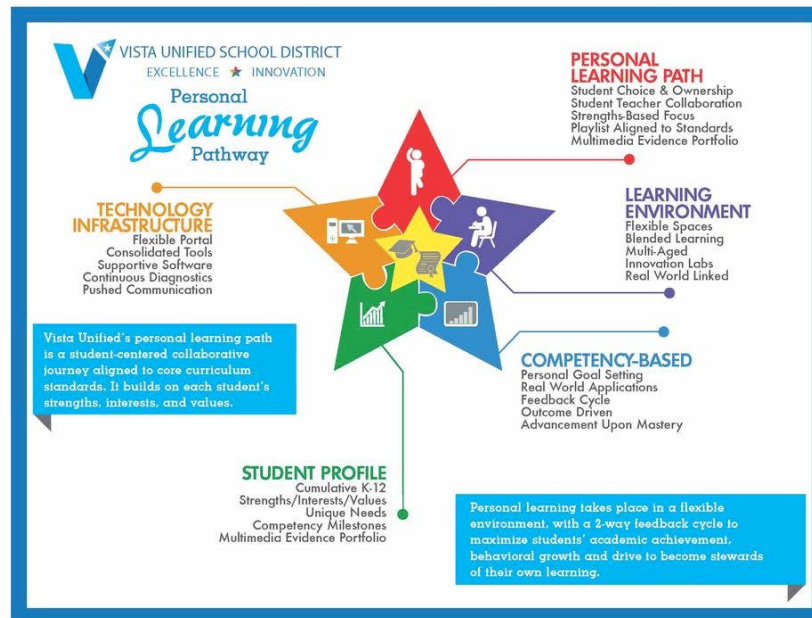 VISTA UNIFIED SCHOOL DISTRICT
EXCELLENCE INNOVATION
Personal
Learning
Pathway
PERSONAL
LEARNING PATH
Student Choice & Ownership
Student Teacher Collaboration
Strengths-Based Focus
Playlist Aligned to Standards
Multimedia Evidence Portfolio
TECHNOLOGY
INFRASTRUCTURE
Flexible Portal
Consolidated Tools
Supportive Software
Continuous Diagnostics
Pushed Communication
LEARNING
ENVIRONMENT
Flexible Spaces
Blended Learning
Multi-Aged
Innovation Labs
Real World Linked
Vista Unified's personal learning path
is a student-centered collaborative
journey aligned to core curriculum
standards. It builds on each student's
strengths, interests, and values.
COMPETENCY-BASED
Personal Goal Setting
Real World Applications
Feedback Cycle
Outcome Driven
Advancement Upon Mastery
STUDENT PROFILE
Cumulative K-12
Strengths/Interests/Values
Unique Needs
Competency Milestones
Multimedia Evidence Portfolio
Personal learning takes place in a flexible
environment, with a 2-way feedback cycle to
maximize students' academic achievement,
behavioral growth and drive to become stewards
of their own learning.